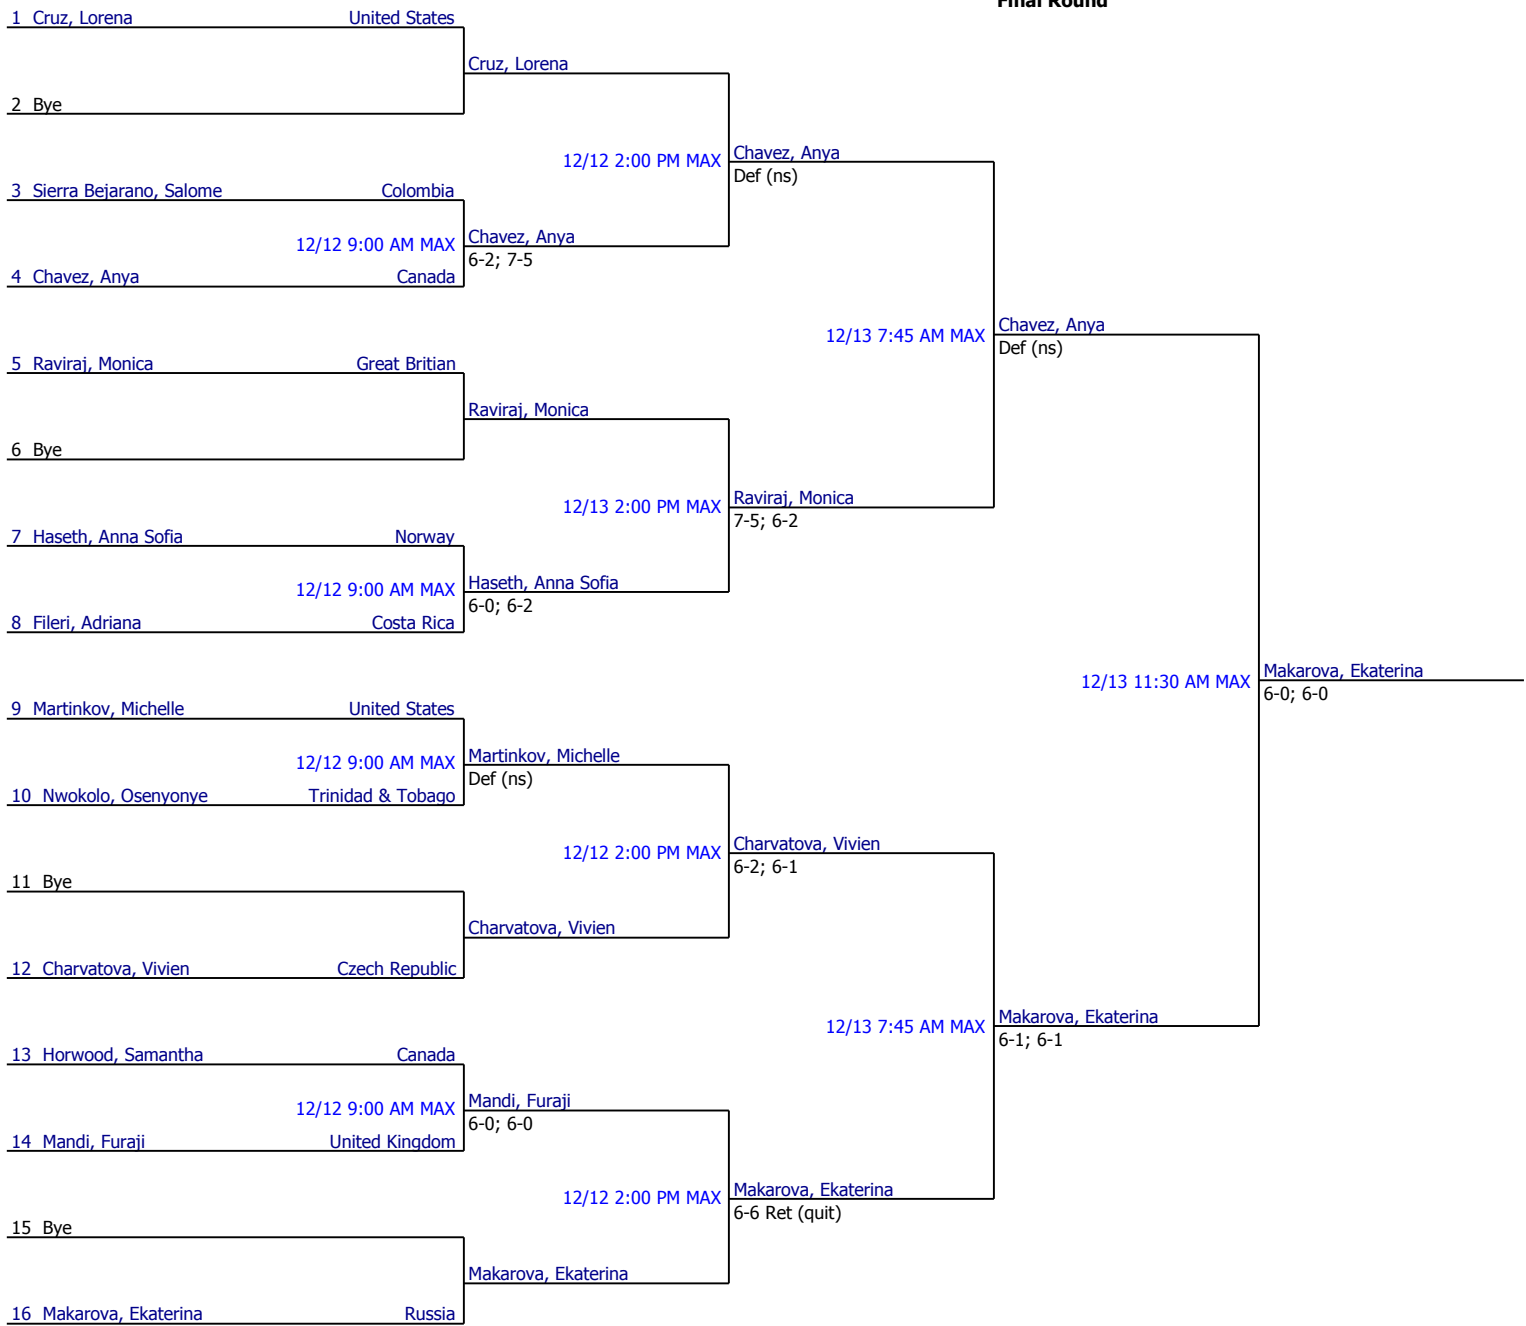 Final Round
1 Cruz, Lorena United States
Cruz, Lorena
2 Bye
12/12 2:00 PM MAX Chavez, Anya
Def (ns)
3 Sierra Bejarano, Salome Colombia
12/12 9:00 AM MAX Chavez, Anya
6-2; 7-5
4 Chavez, Anya Canada
12/13 7:45 AM MAX Chavez, Anya
Def (ns)
5 Raviraj, Monica Great Britian
Raviraj, Monica
6 Bye
12/13 2:00 PM MAX Raviraj, Monica
7-5; 6-2
7 Haseth, Anna Sofia Norway
12/12 9:00 AM MAX Haseth, Anna Sofia
6-0; 6-2
8 Fileri, Adriana Costa Rica
12/13 11:30 AM MAX Makarova, Ekaterina
6-0; 6-0
9 Martinkov, Michelle United States
12/12 9:00 AM MAX Martinkov, Michelle
Def (ns)
10 Nwokolo, Osenyonye Trinidad & Tobago
12/12 2:00 PM MAX Charvatova, Vivien
6-2; 6-1
11 Bye
Charvatova, Vivien
12 Charvatova, Vivien Czech Republic
12/13 7:45 AM MAX Makarova, Ekaterina
6-1; 6-1
13 Horwood, Samantha Canada
12/12 9:00 AM MAX Mandi, Furaji
6-0; 6-0
14 Mandi, Furaji United Kingdom
12/12 2:00 PM MAX Makarova, Ekaterina
6-6 Ret (quit)
15 Bye
Makarova, Ekaterina
16 Makarova, Ekaterina Russia